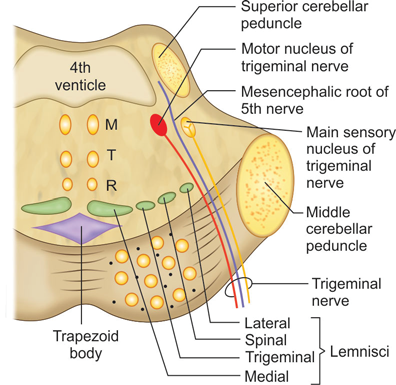 Superior cerebellar
peduncle
Motor nucleus of
trigeminal nerve
4th
venticle
Mesencephalic root of
5th nerve
M
Main sensory
nucleus of
trigeminal
nerve
T
R
Middle
cerebellar
peduncle
Trigeminal
nerve
Trapezoid
body
Lateral
Spinal
Trigeminal
Medial
Lemnisci